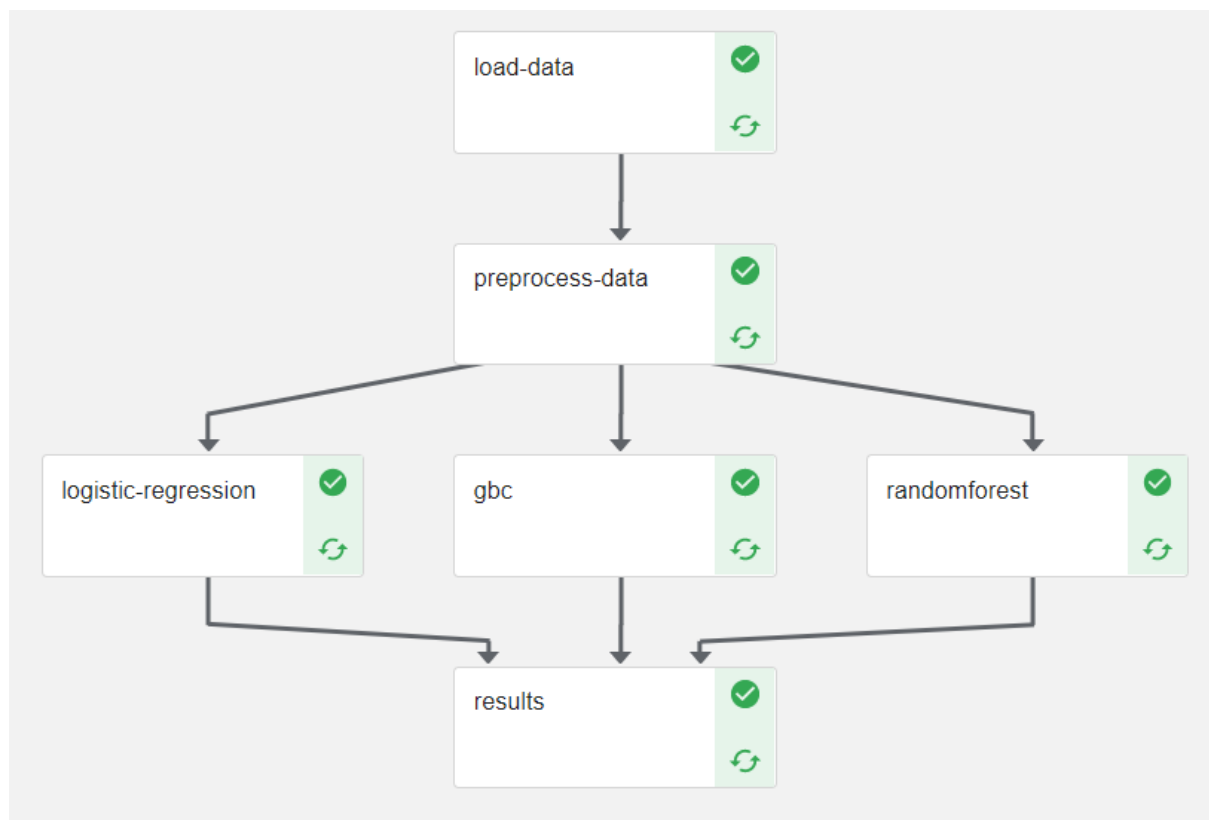 load-data
preprocess-data
logistic-regression
gbc
randomforest
results